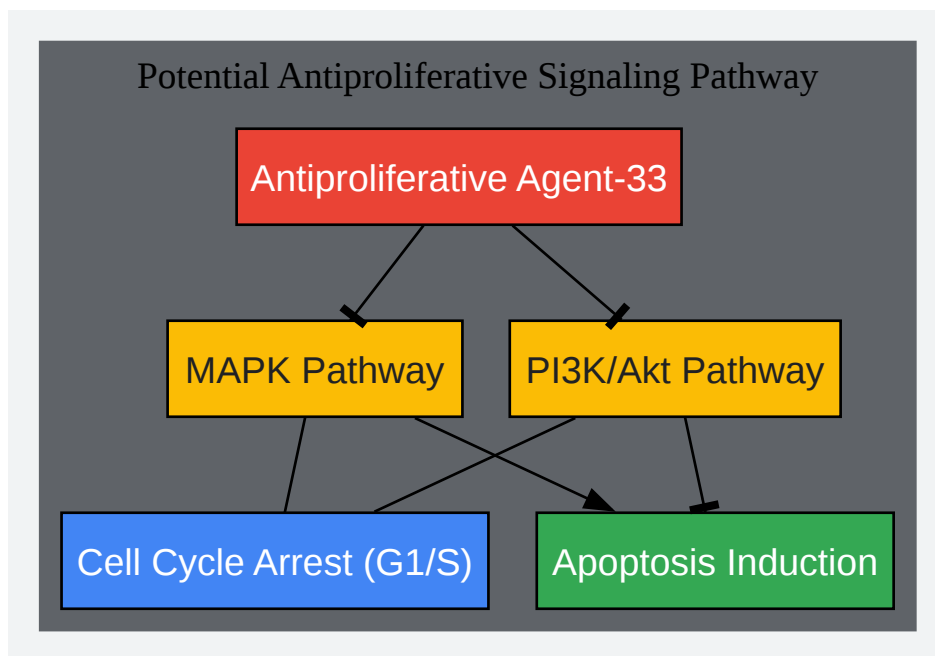 Potential Antiproliferative Signaling Pathway
Antiproliferative Agent-33
MAPK Pathway
PI3K/Akt Pathway
Cell Cycle Arrest (G1/S)
Apoptosis Induction